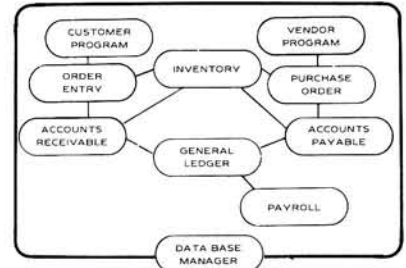 CUSTOMER
PROGRAM
VENDOR
PROGRAM
ORDER
ENTRY
INVENTORY
PURCHASE
ORDER
ACCOUNTS
RECEIVABLE
GENERAL
LEDGER
ACCOUNTS
PAYABLE
PAYROLL
DATA BASE
MANAGER